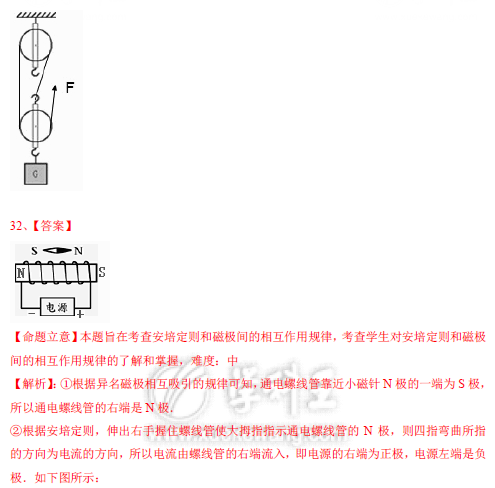 F
G
32、【答案】
S N
N S
- 电源 +
【命题立意】本题旨在考查安培定则和磁极间的相互作用规律，考查学生对安培定则和磁极
间的相互作用规律的了解和掌握，难度：中
【解析】：①根据异名磁极相互吸引的规律可知，通电螺线管靠近小磁针 N 极的一端为 S 极，
所以通电螺线管的右端是 N 极．
②根据安培定则，伸出右手握住螺线管使大拇指指示通电螺线管的 N 极，则四指弯曲所指
的方向为电流的方向，所以电流由螺线管的右端流入，即电源的右端为正极，电源左端是负
极．如下图所示：